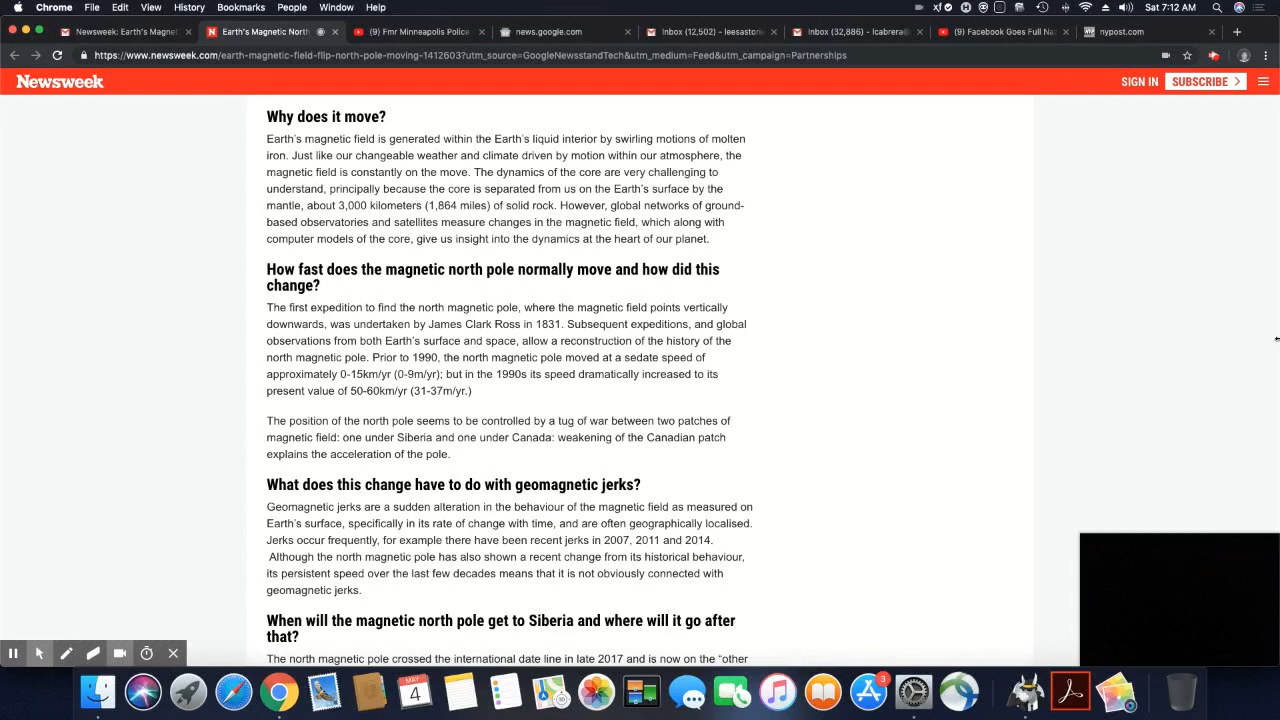 Chrome File Edit View History Bookmarks People Window Help Sat 7:12 AM
Newsweek: Earth's Magnet Earth's Magnetic North (9) Fmr Minneapolis Police news.google.com Inbox (12,502) - leesastone Inbox (32,886) - lcabrera@ (9) Facebook Goes Full Na nypost.com
https://www.newsweek.com/earth-magnetic-field-flip-north-pole-moving-1412603?utm_source=GoogleNewsstandTech&utm_medium=Feed&utm_campaign=Partnerships
Newsweek SIGN IN SUBSCRIBE
Why does it move?
Earth's magnetic field is generated within the Earth's liquid interior by swirling motions of molten
iron. Just like our changeable weather and climate driven by motion within our atmosphere, the
magnetic field is constantly on the move. The dynamics of the core are very challenging to
understand, principally because the core is separated from us on the Earth's surface by the
mantle, about 3,000 kilometers (1,864 miles) of solid rock. However, global networks of ground-
based observatories and satellites measure changes in the magnetic field, which along with
computer models of the core, give us insight into the dynamics at the heart of our planet.
How fast does the magnetic north pole normally move and how did this
change?
The first expedition to find the north magnetic pole, where the magnetic field points vertically
downwards, was undertaken by James Clark Ross in 1831. Subsequent expeditions, and global
observations from both Earth's surface and space, allow a reconstruction of the history of the
north magnetic pole. Prior to 1990, the north magnetic pole moved at a sedate speed of
approximately 0-15km/yr (0-9m/yr); but in the 1990s its speed dramatically increased to its
present value of 50-60km/yr (31-37m/yr.)
The position of the north pole seems to be controlled by a tug of war between two patches of
magnetic field: one under Siberia and one under Canada: weakening of the Canadian patch
explains the acceleration of the pole.
What does this change have to do with geomagnetic jerks?
Geomagnetic jerks are a sudden alteration in the behaviour of the magnetic field as measured on
Earth's surface, specifically in its rate of change with time, and are often geographically localised.
Jerks occur frequently, for example there have been recent jerks in 2007, 2011 and 2014.
Although the north magnetic pole has also shown a recent change from its historical behaviour,
its persistent speed over the last few decades means that it is not obviously connected with
geomagnetic jerks.
When will the magnetic north pole get to Siberia and where will it go after
that?
The north magnetic pole crossed the international date line in late 2017 and is now on the "other
MAY
4
3